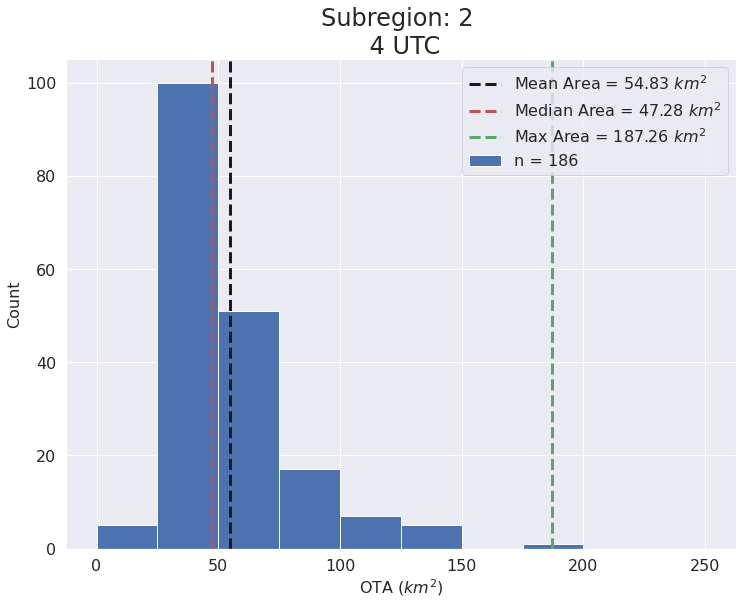 Subregion: 2
4 UTC
Mean Area = 54.83 km²
Median Area = 47.28 km²
Max Area = 187.26 km²
n = 186
100
80
60
40
20
0
Count
0 50 100 150 200 250
OTA (km²)